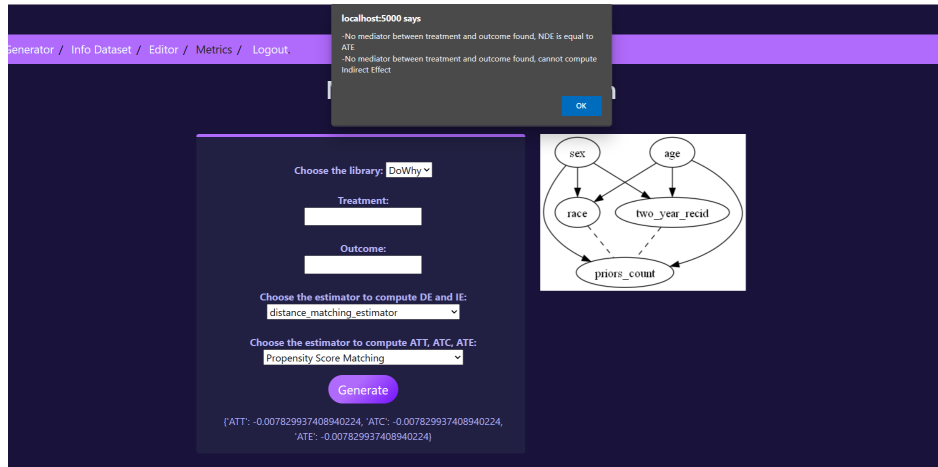 localhost:5000 says
-No mediator between treatment and outcome found, NDE is equal to
ATE
-No mediator between treatment and outcome found, cannot compute
Indirect Effect
OK
Generator / Info Dataset / Editor / Metrics / Logout
Choose the library: DoWhy
Treatment:
Outcome:
Choose the estimator to compute DE and IE:
distance_matching_estimator
Choose the estimator to compute ATT, ATC, ATE:
Propensity Score Matching
Generate
{'ATT': -0.007829937408940224, 'ATC': -0.007829937408940224,
'ATE': -0.007829937408940224}
sex age
race two_year_recid
priors_count